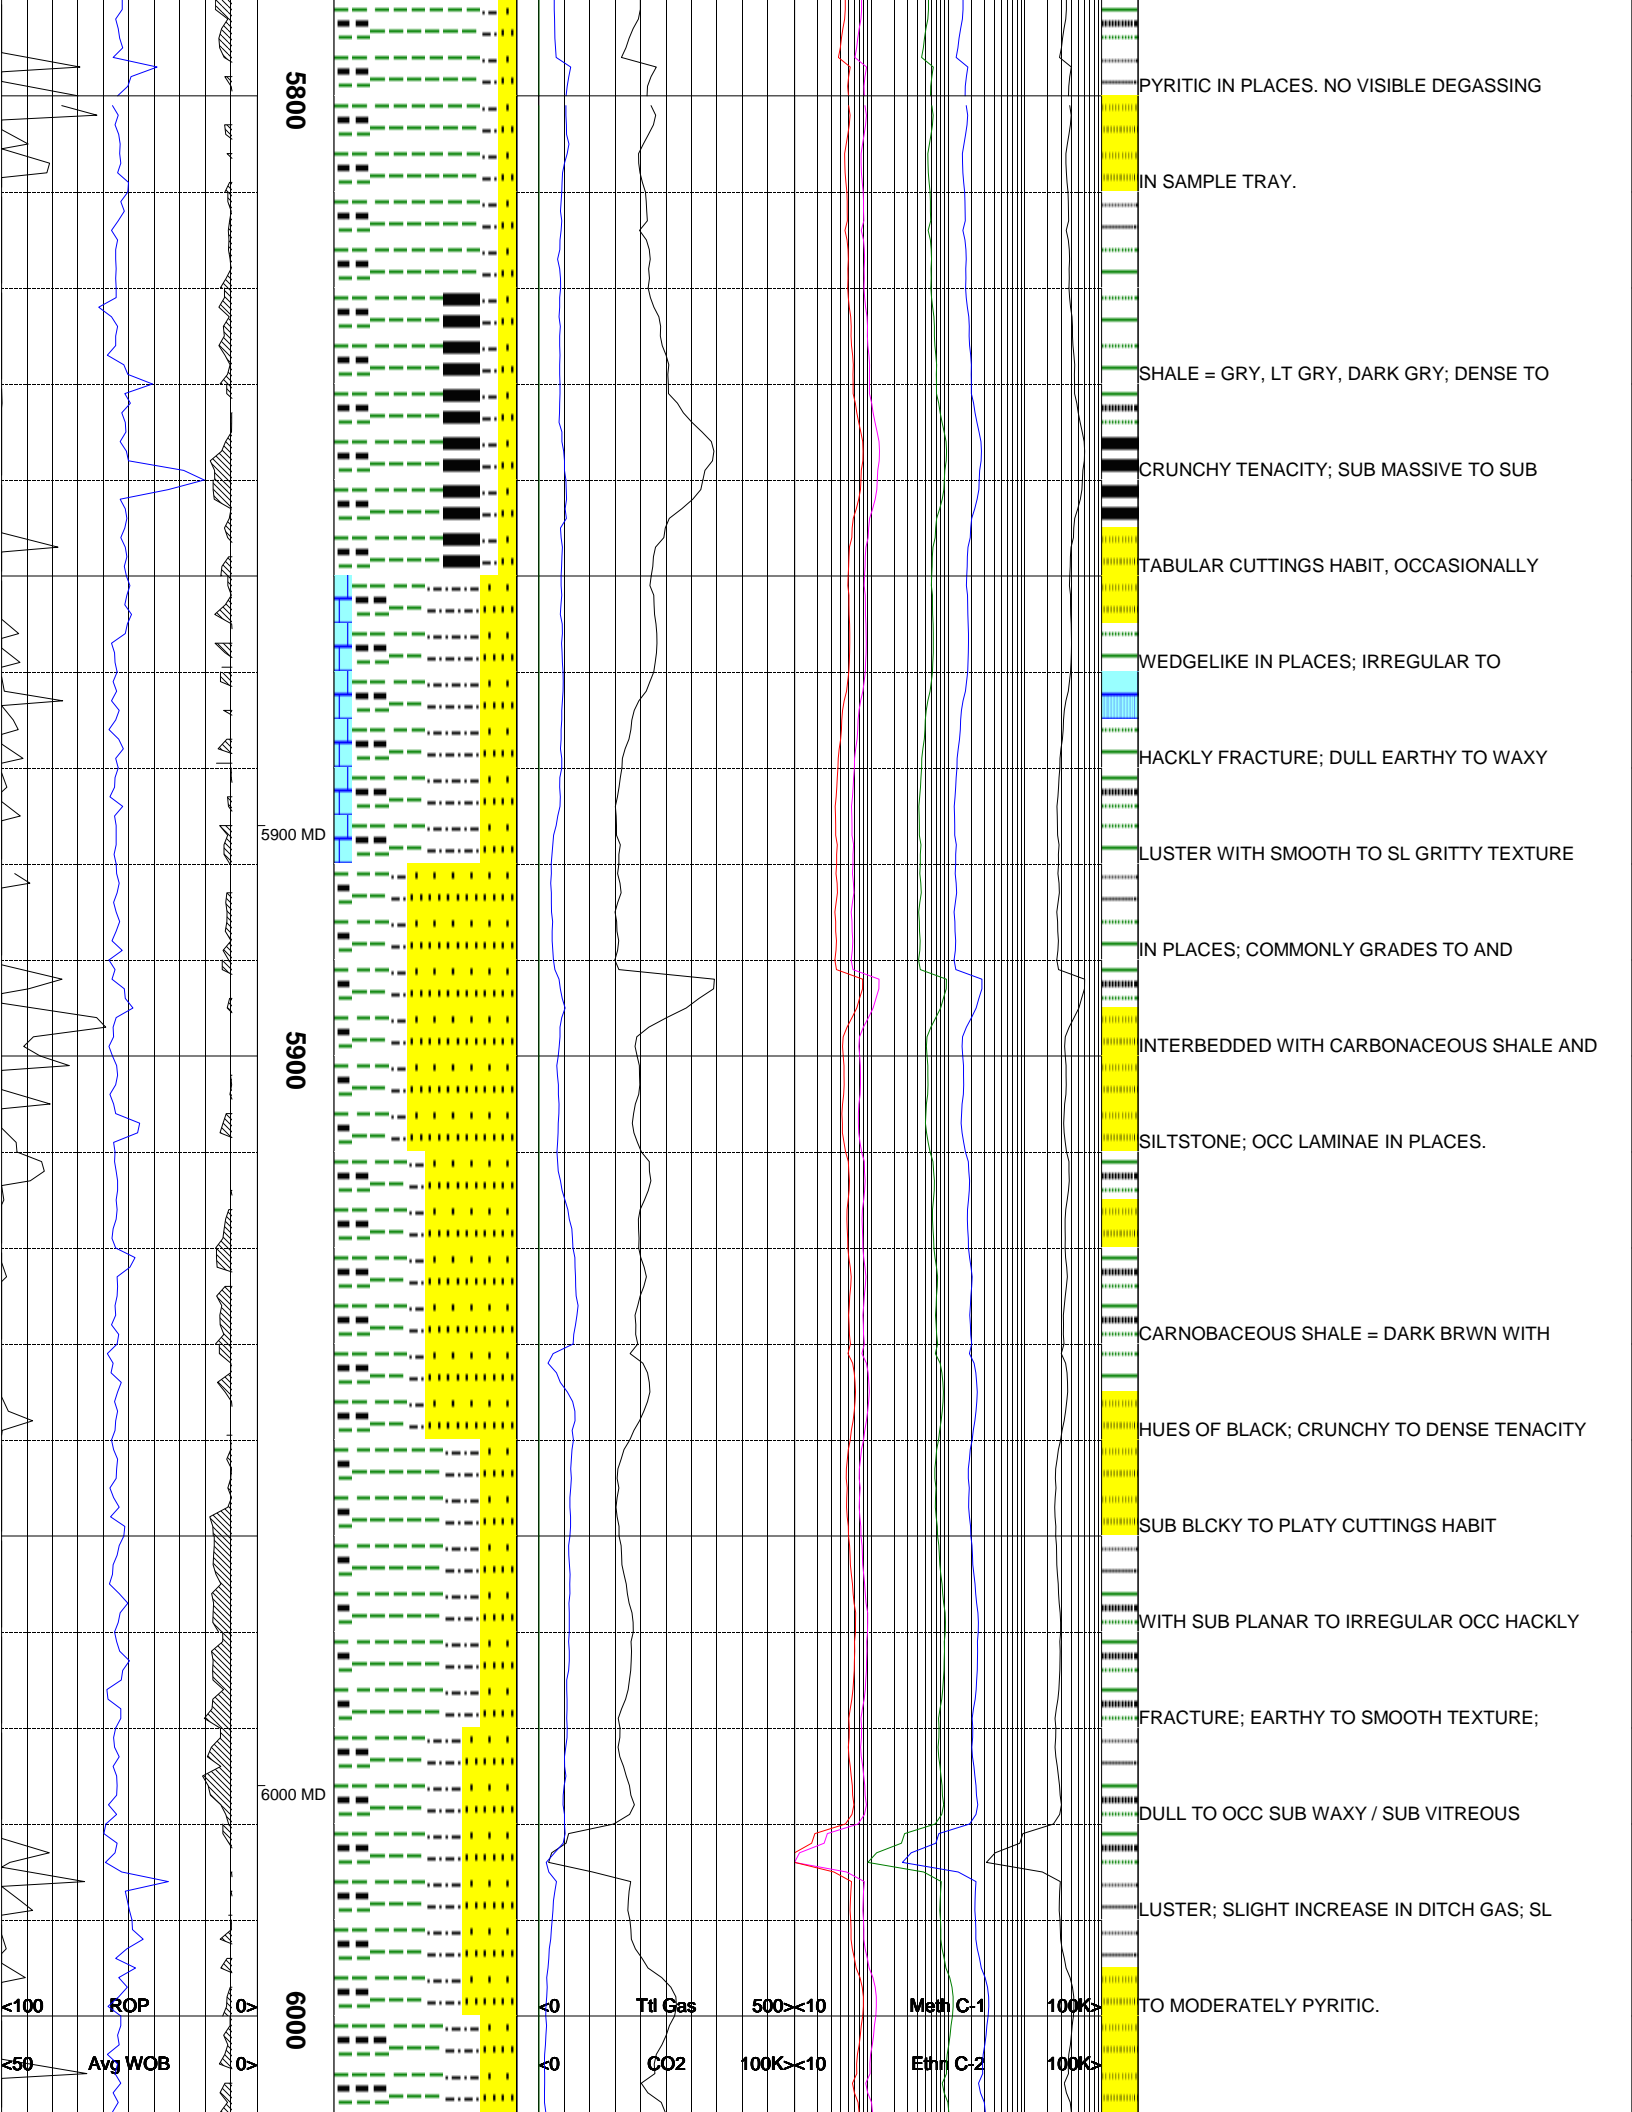 5800
PYRITIC IN PLACES. NO VISIBLE DEGASSING
IN SAMPLE TRAY.
SHALE = GRY, LT GRY, DARK GRY; DENSE TO
CRUNCHY TENACITY; SUB MASSIVE TO SUB
TABULAR CUTTINGS HABIT, OCCASIONALLY
WEDGELIKE IN PLACES; IRREGULAR TO
HACKLY FRACTURE; DULL EARTHY TO WAXY
5900 MD
LUSTER WITH SMOOTH TO SL GRITTY TEXTURE
IN PLACES; COMMONLY GRADES TO AND
5900
INTERBEDDED WITH CARBONACEOUS SHALE AND
SILTSTONE; OCC LAMINAE IN PLACES.
CARNOBACEOUS SHALE = DARK BRWN WITH
HUES OF BLACK; CRUNCHY TO DENSE TENACITY
SUB BLCKY TO PLATY CUTTINGS HABIT
WITH SUB PLANAR TO IRREGULAR OCC HACKLY
FRACTURE; EARTHY TO SMOOTH TEXTURE;
6000 MD
DULL TO OCC SUB WAXY / SUB VITREOUS
LUSTER; SLIGHT INCREASE IN DITCH GAS; SL
<100 ROP 0> <0 Ttl Gas 500><10 Meth C-1 100K> TO MODERATELY PYRITIC.
6000
<50 Avg WOB 0> <0 CO2 100K><10 Ethn C-2 100K>